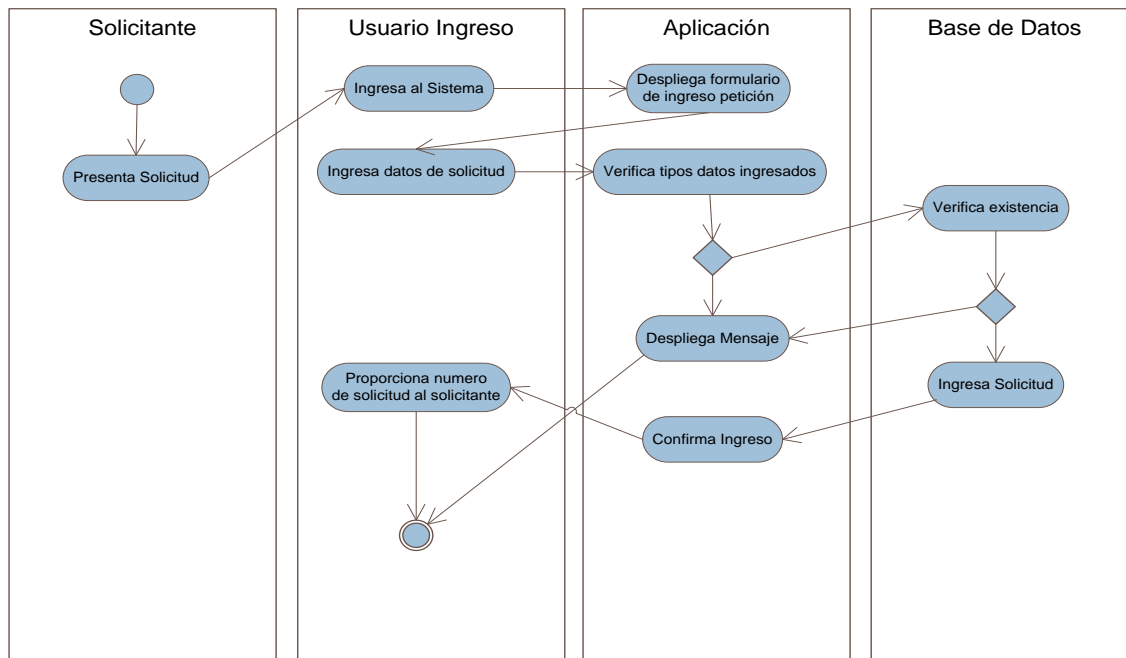 Solicitante
Usuario Ingreso
Aplicación
Base de Datos
Ingresa al Sistema
Despliega formulario
de ingreso petición
Presenta Solicitud
Ingresa datos de solicitud
Verifica tipos datos ingresados
Verifica existencia
Despliega Mensaje
Proporciona numero
de solicitud al solicitante
Ingresa Solicitud
Confirma Ingreso